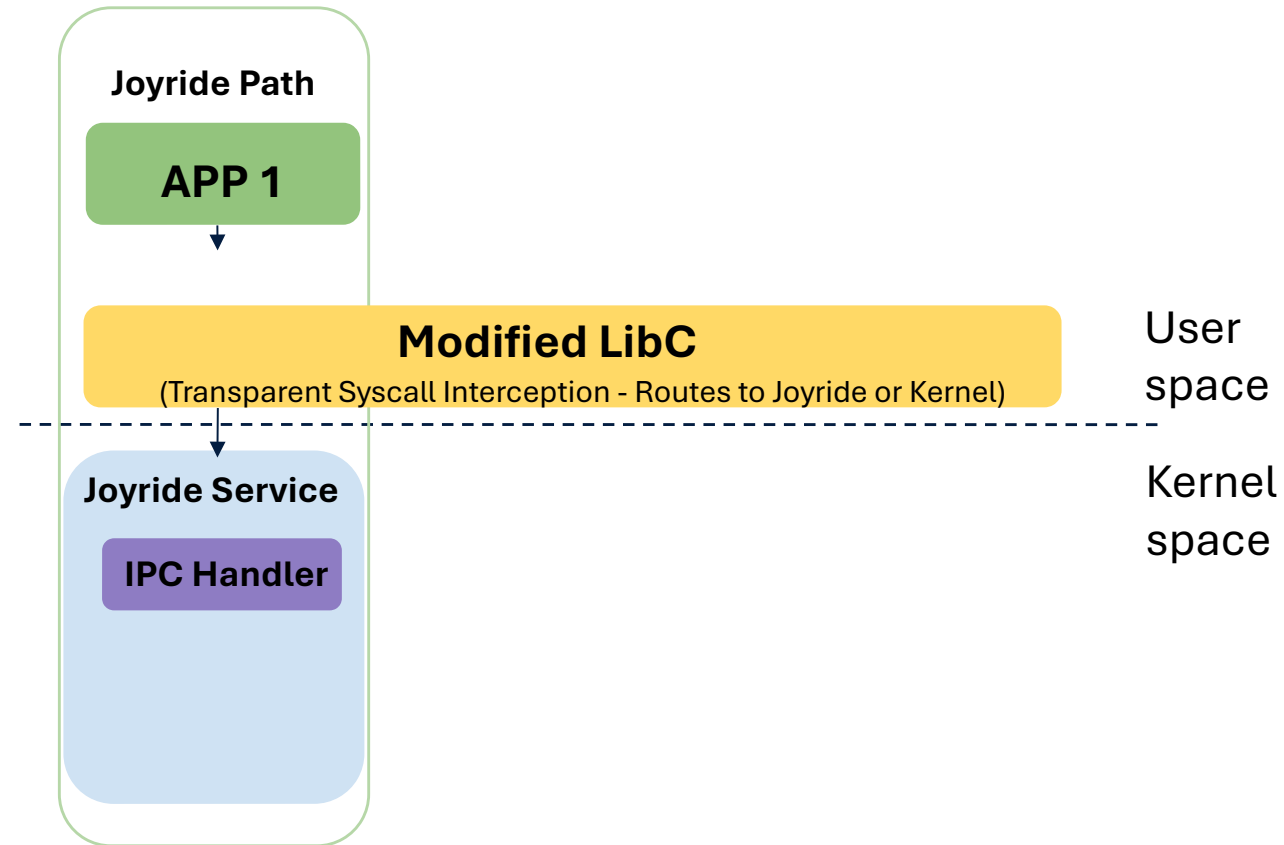 Joyride Path
APP 1
Modified LibC
(Transparent Syscall Interception - Routes to Joyride or Kernel)
User
space
Joyride Service
IPC Handler
Kernel
space